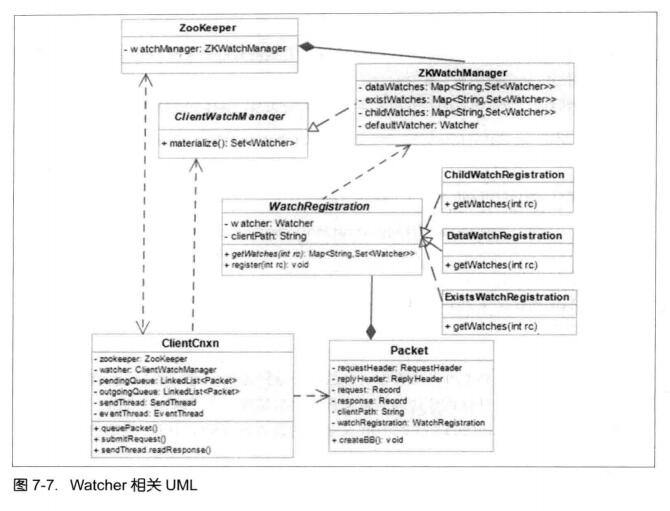 ZooKeeper
- watchManager: ZKWatchManager
ZKWatchManager
- dataWatches: Map<String,Set<Watcher>>
- existWatches: Map<String,Set<Watcher>>
- childWatches: Map<String,Set<Watcher>>
- defaultWatcher: Watcher
ClientWatchManager
+ materialize(): Set<Watcher>
WatchRegistration
- watcher: Watcher
- clientPath: String
+ getWatches(int rc): Map<String,Set<Watcher>>
+ register(int rc): void
ChildWatchRegistration
+ getWatches(int rc)
DataWatchRegistration
+ getWatches(int rc)
ExistsWatchRegistration
+ getWatches(int rc)
ClientCnxn
- zookeeper: ZooKeeper
- watcher: ClientWatchManager
- pendingQueue: LinkedList<Packet>
- outgoingQueue: LinkedList<Packet>
- sendThread: SendThread
- eventThread: EventThread
+ queuePacket()
+ submitRequest()
+ sendThread.readResponse()
Packet
- requestHeader: RequestHeader
- replyHeader: ReplyHeader
- request: Record
- response: Record
- clientPath: String
- watchRegistration: WatchRegistration
+ createBB(): void
图 7-7. Watcher 相关 UML